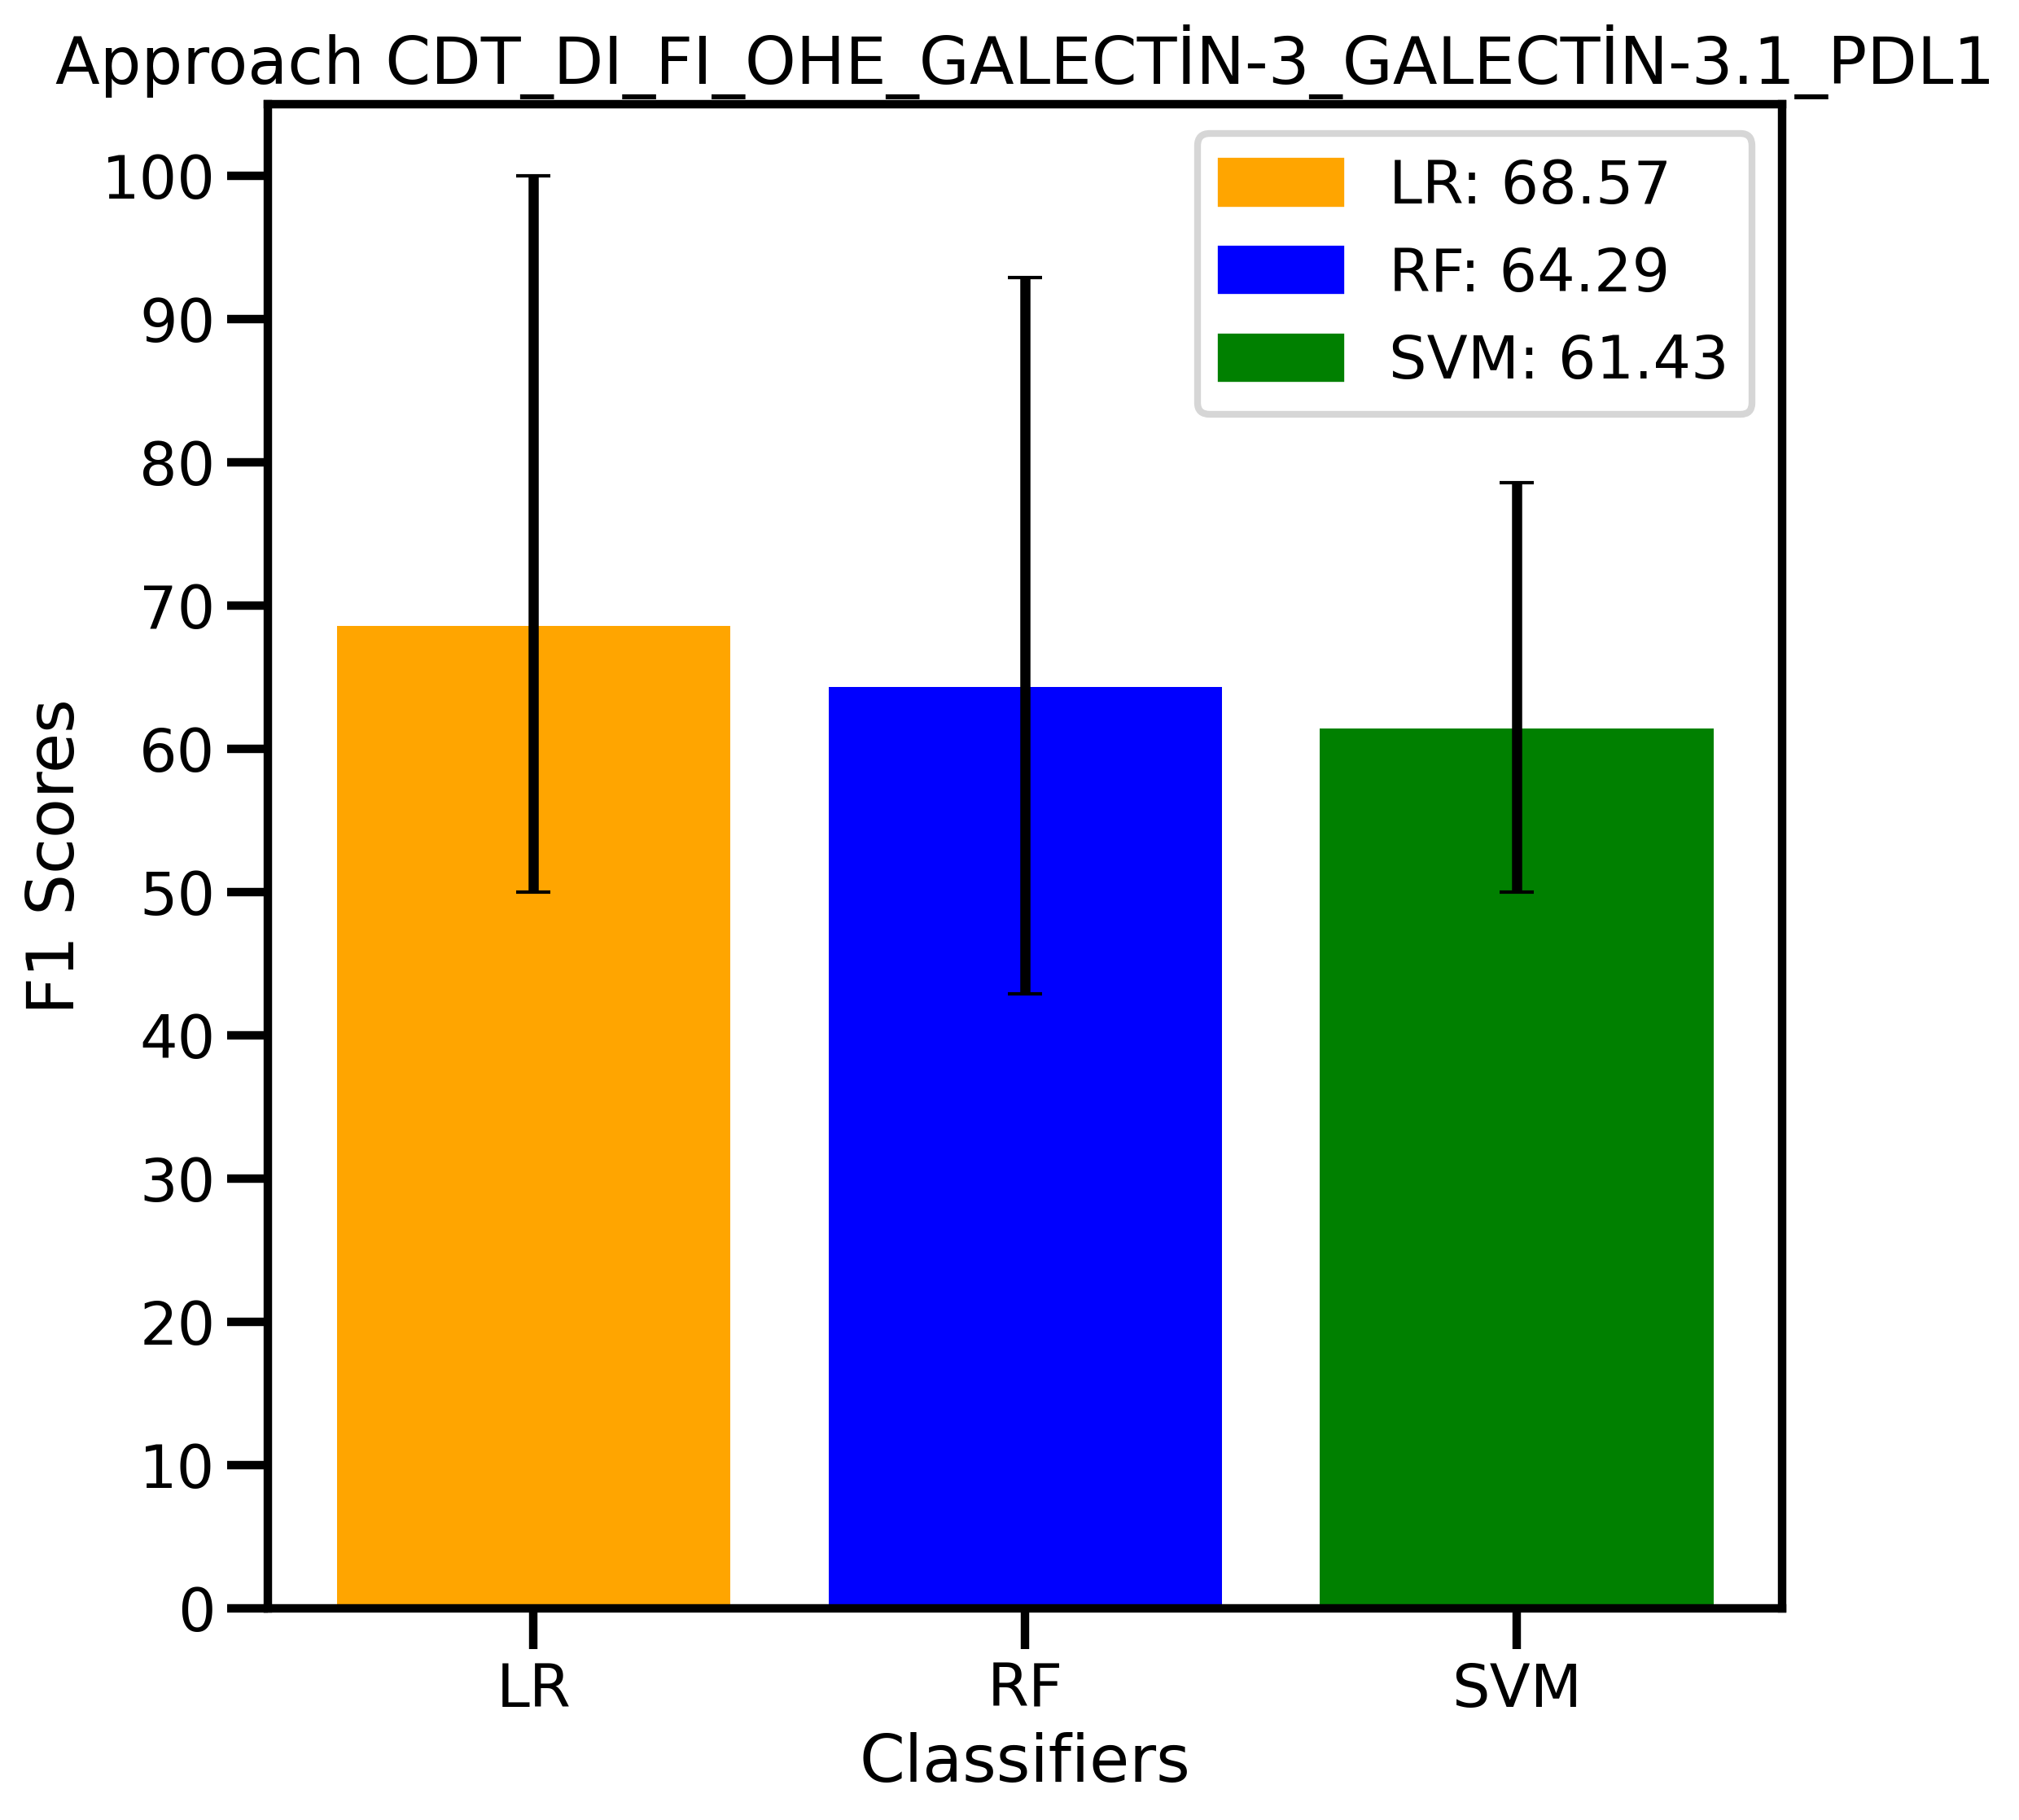 Approach CDT_DI_FI_OHE_GALECTİN-3_GALECTİN-3.1_PDL1
LR: 68.57
RF: 64.29
SVM: 61.43
100
90
80
70
60
50
40
30
20
10
0
F1 Scores
LR RF SVM
Classifiers